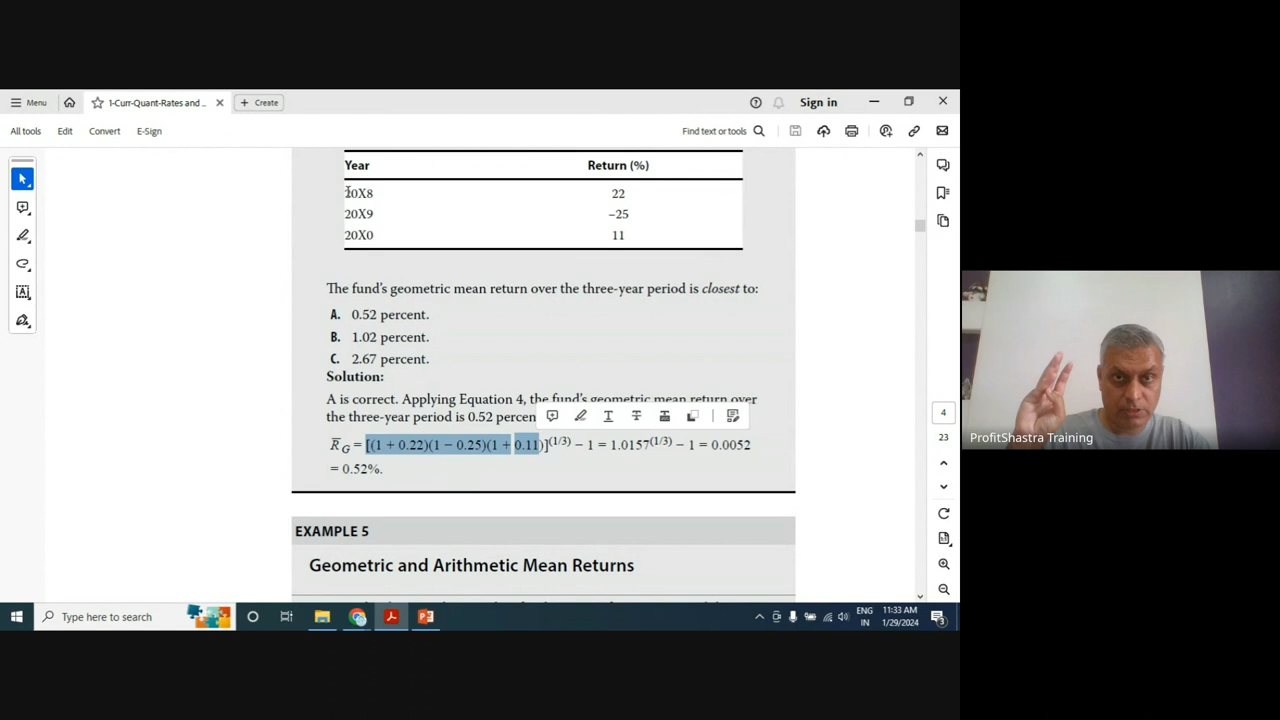 Menu
1-Curr-Quant-Rates and ...
Create
Sign in
All tools
Edit
Convert
E-Sign
Find text or tools
Year Return (%)
20X8 22
20X9 –25
20X0 11
The fund's geometric mean return over the three-year period is closest to:
A. 0.52 percent.
B. 1.02 percent.
C. 2.67 percent.
Solution:
A is correct. Applying Equation 4, the fund's geometric mean return over
the three-year period is 0.52 percen
R̅ G = [(1 + 0.22)(1 − 0.25)(1 + 0.11)](1/3) − 1 = 1.0157(1/3) − 1 = 0.0052
= 0.52%.
EXAMPLE 5
Geometric and Arithmetic Mean Returns
4
23
ProfitShastra Training
Type here to search
ENG
IN
11:33 AM
1/29/2024
3